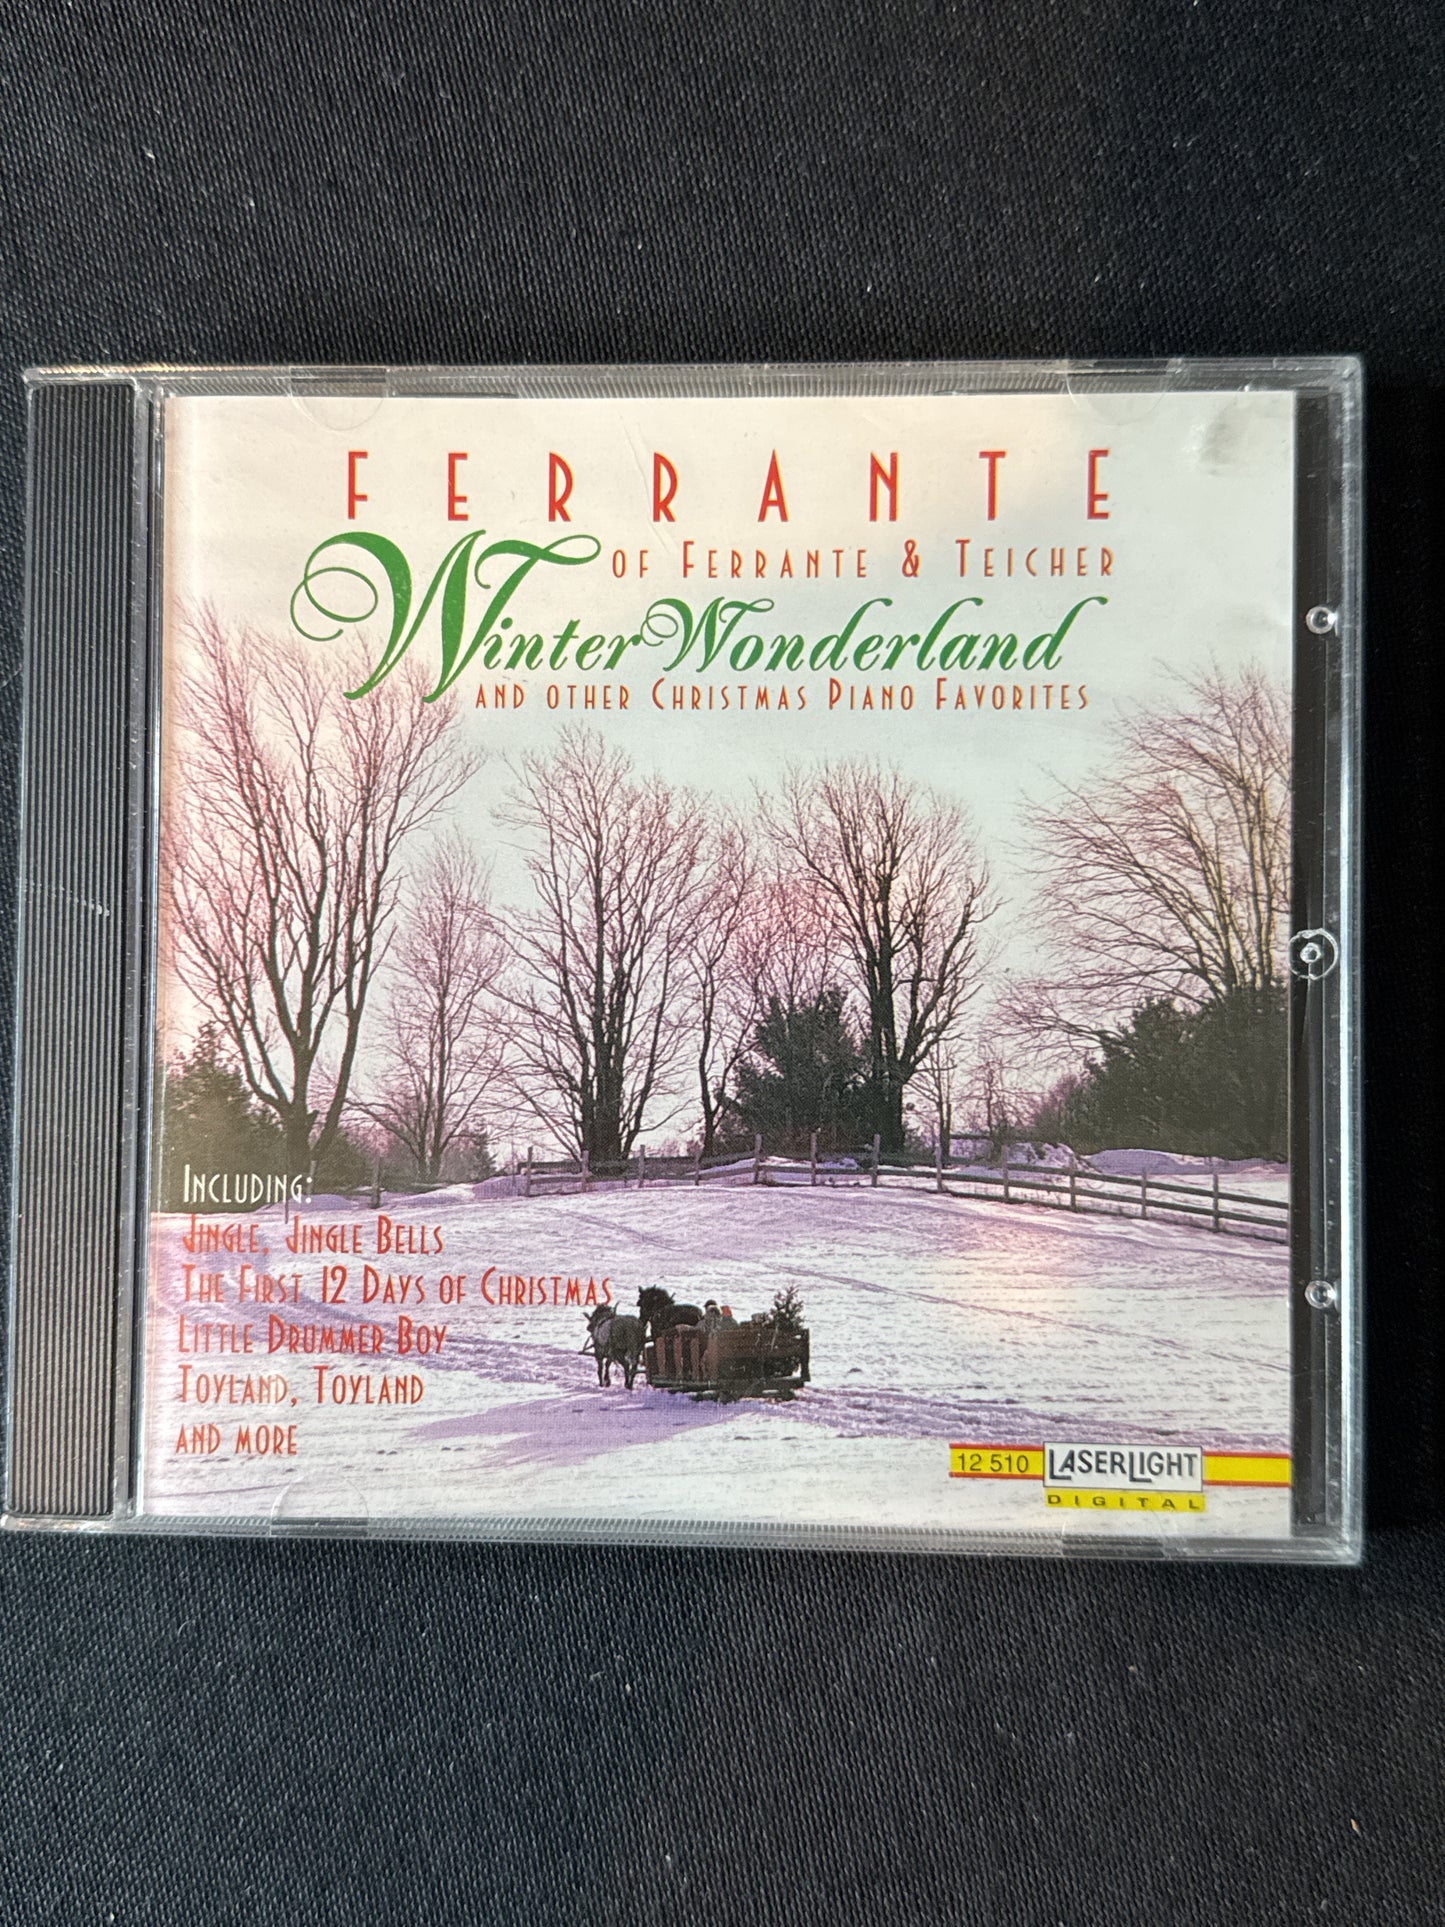 FERRANTE
OF FERRANTE & TEICHER
Winter Wonderland
AND OTHER CHRISTMAS PIANO FAVORITES
INCLUDING:
JINGLE, JINGLE BELLS
THE FIRST 12 DAYS OF CHRISTMAS
LITTLE DRUMMER BOY
TOYLAND, TOYLAND
AND MORE
12 510 LASERLIGHT
DIGITAL